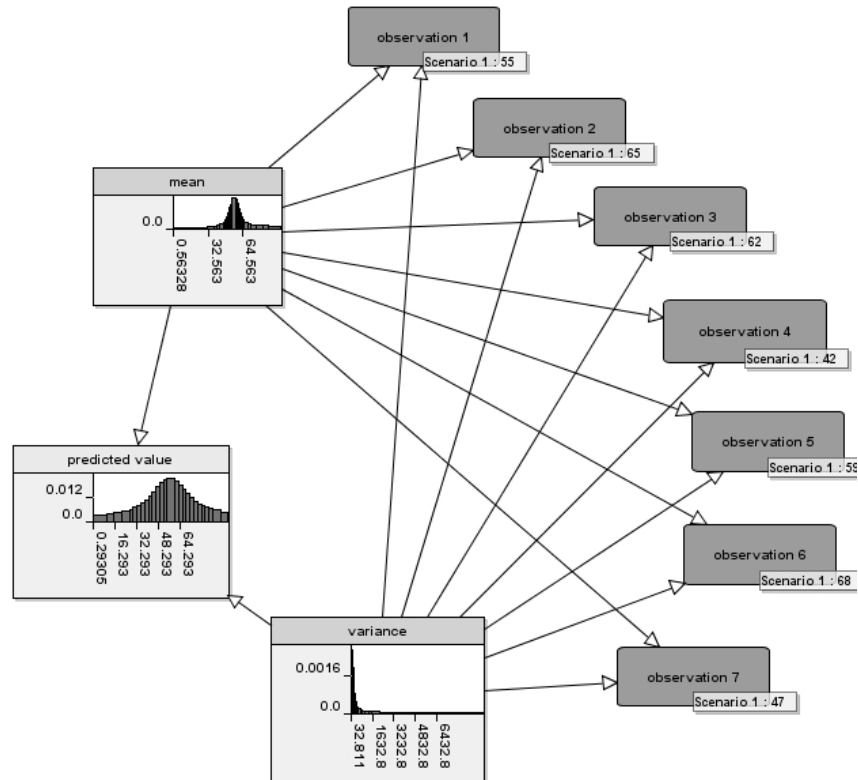 observation 1
Scenario 1 : 55
observation 2
Scenario 1 : 65
mean
0.0
0.56328
32.563
64.563
observation 3
Scenario 1 : 62
observation 4
Scenario 1 : 42
predicted value
0.012
0.0
0.29305
16.293
32.293
48.293
64.293
observation 5
Scenario 1 : 59
observation 6
Scenario 1 : 68
variance
0.0016
0.0
32.811
1632.8
3232.8
4832.8
6432.8
observation 7
Scenario 1 : 47